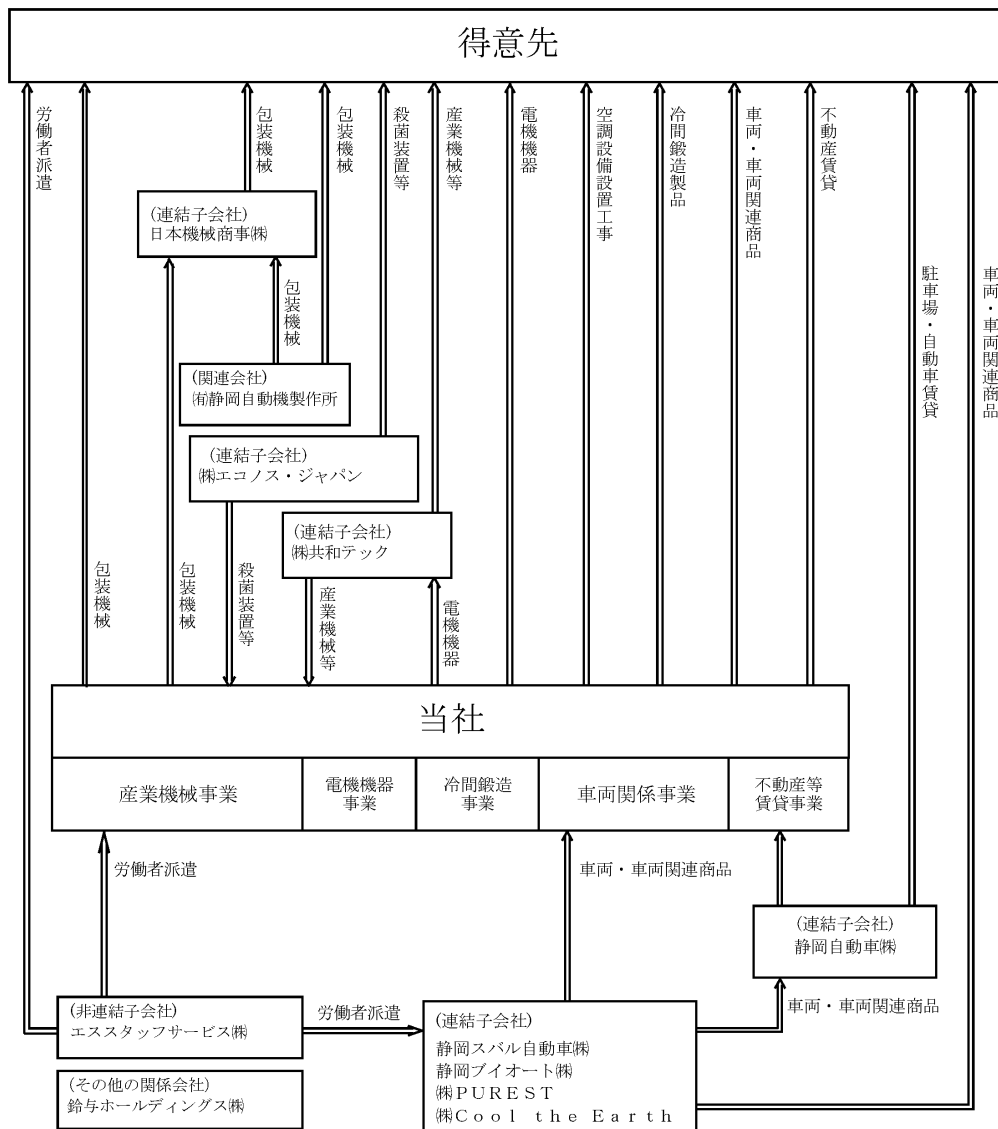 得意先
労働者派遣
包装機械
包装機械
殺菌装置等
産業機械等
電機機器
空調設備設置工事
冷間鍛造製品
車両・車両関連商品
不動産賃貸
駐車場・自動車賃貸
車両・車両関連商品
(連結子会社)
日本機械商事㈱
包装機械
(関連会社)
㈲静岡自動機製作所
(連結子会社)
㈱エコノス・ジャパン
(連結子会社)
㈱共和テック
包装機械
包装機械
殺菌装置等
産業機械等
電機機器
当社
産業機械事業
電機機器
事業
冷間鍛造
事業
車両関係事業
不動産等
賃貸事業
労働者派遣
車両・車両関連商品
(連結子会社)
静岡自動車㈱
(非連結子会社)
エススタッフサービス㈱
労働者派遣
車両・車両関連商品
(連結子会社)
静岡スバル自動車㈱
静岡ブイオート㈱
㈱ＰＵＲＥＳＴ
㈱Ｃｏｏｌ ｔｈｅ Ｅａｒｔｈ
(その他の関係会社)
鈴与ホールディングス㈱